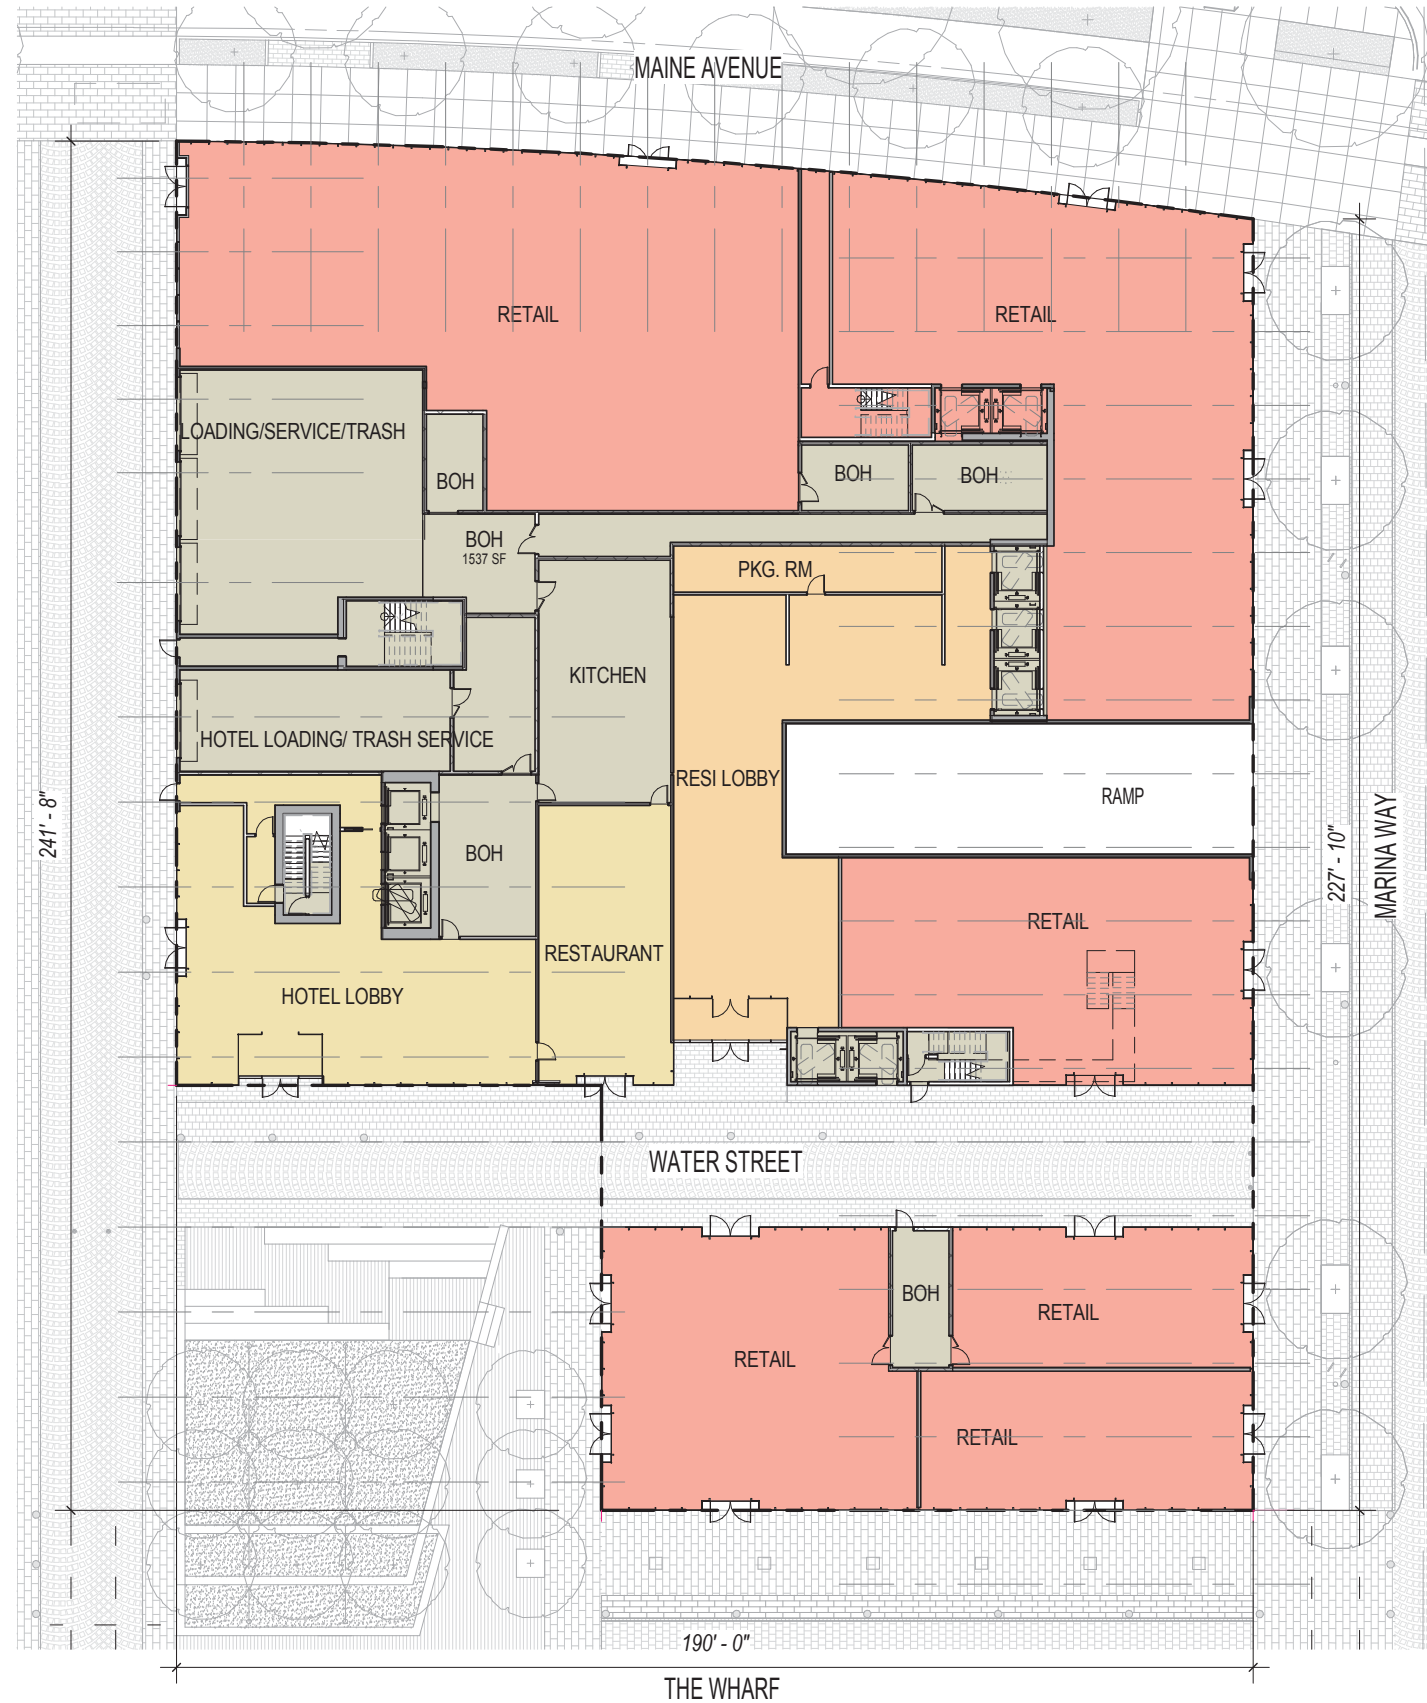 MAINE AVENUE
RETAIL
RETAIL
LOADING/SERVICE/TRASH
BOH
BOH
BOH
BOH
1537 SF
PKG. RM
KITCHEN
HOTEL LOADING/ TRASH SERVICE
RESI LOBBY
RAMP
241' - 8"
227' - 10"
MARINA WAY
BOH
RETAIL
RESTAURANT
HOTEL LOBBY
WATER STREET
BOH
RETAIL
RETAIL
RETAIL
190' - 0"
THE WHARF